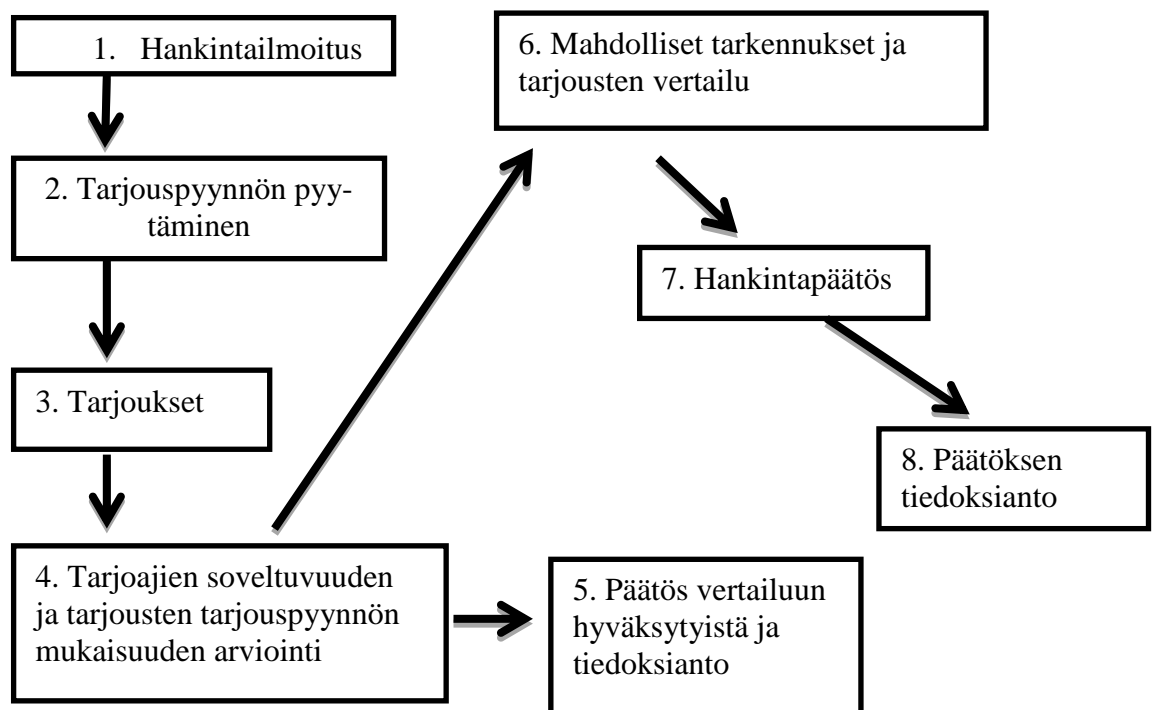 1. Hankintailmoitus
2. Tarjouspyynnön pyy-
täminen
3. Tarjoukset
4. Tarjoajien soveltuvuuden
ja tarjousten tarjouspyynnön
mukaisuuden arviointi
5. Päätös vertailuun
hyväksytyistä ja
tiedoksianto
6. Mahdolliset tarkennukset ja
tarjousten vertailu
7. Hankintapäätös
8. Päätöksen
tiedoksianto